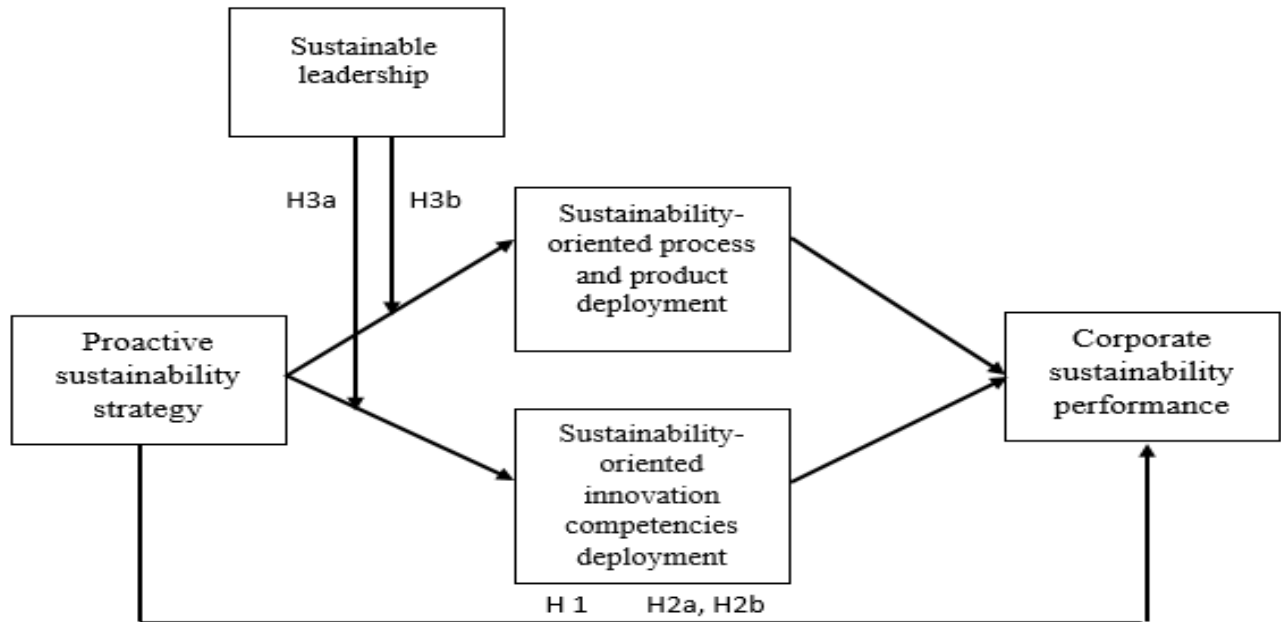 Sustainable
leadership
H3a
H3b
Sustainability-
oriented process
and product
deployment
Proactive
sustainability
strategy
Corporate
sustainability
performance
Sustainability-
oriented
innovation
competencies
deployment
H 1 H2a, H2b